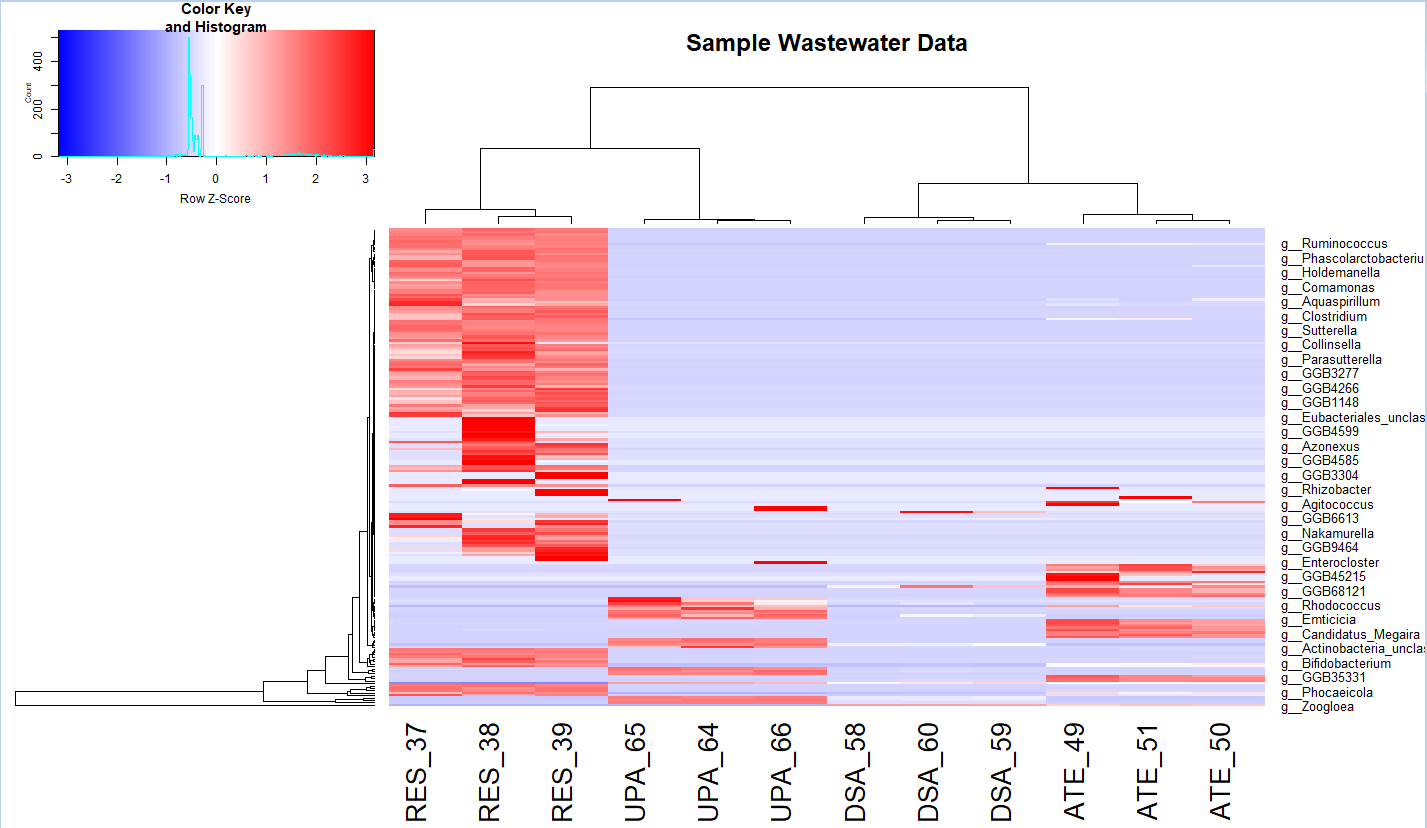 Color Key
and Histogram
Count
0 200 400
-3 -2 -1 0 1 2 3
Row Z-Score
Sample Wastewater Data
g__Ruminococcus
g__Phascolarctobacteriu
g__Holdemanella
g__Comamonas
g__Aquaspirillum
g__Clostridium
g__Sutterella
g__Collinsella
g__Parasutterella
g__GGB3277
g__GGB4266
g__GGB1148
g__Eubacteriales_unclas
g__GGB4599
g__Azonexus
g__GGB4585
g__GGB3304
g__Rhizobacter
g__Agitococcus
g__GGB6613
g__Nakamurella
g__GGB9464
g__Enterocloster
g__GGB45215
g__GGB68121
g__Rhodococcus
g__Emticicia
g__Candidatus_Megaira
g__Actinobacteria_unclas
g__Bifidobacterium
g__GGB35331
g__Phocaeicola
g__Zoogloea
RES_37
RES_38
RES_39
UPA_65
UPA_64
UPA_66
DSA_58
DSA_60
DSA_59
ATE_49
ATE_51
ATE_50